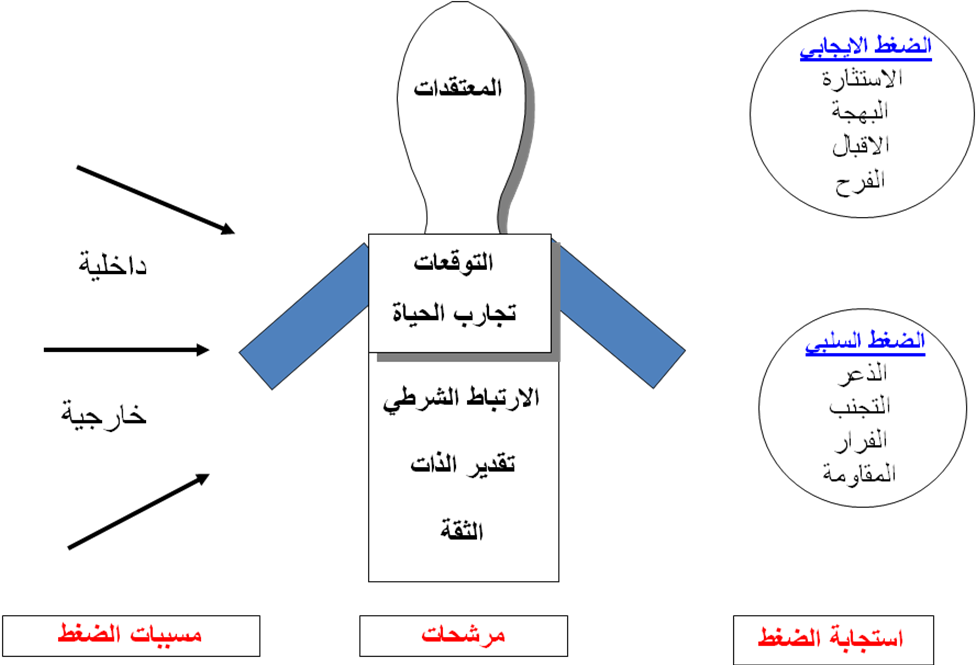 الضغط الايجابي
الاستثارة
البهجة
الاقبال
الفرح
الضغط السلبي
الذعر
التجنب
الفرار
المقاومة
استجابة الضغط
المعتقدات
التوقعات
تجارب الحياة
الارتباط الشرطي
تقدير الذات
الثقة
مرشحات
داخلية
خارجية
مسببات الضغط